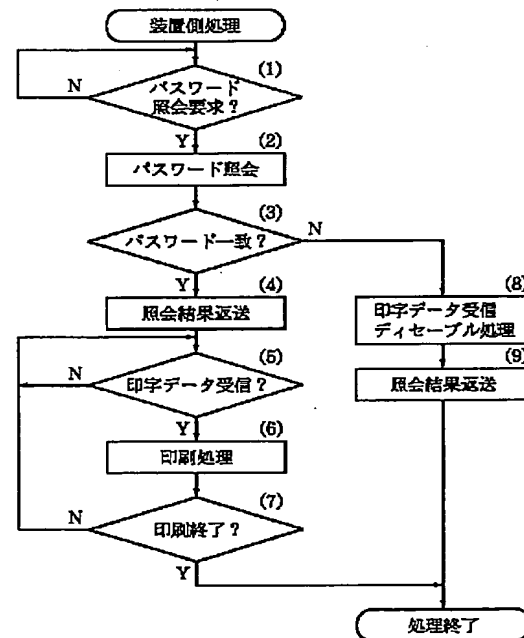 装置側処理
(1)
N
パスワード
照会要求？
Y
(2)
パスワード照会
(3)
N
パスワード一致？
Y
(4)
(8)
照会結果返送
印字データ受信
ディセーブル処理
(5)
(9)
N
印字データ受信？
照会結果返送
Y
(6)
印刷処理
(7)
N
印刷終了？
Y
処理終了